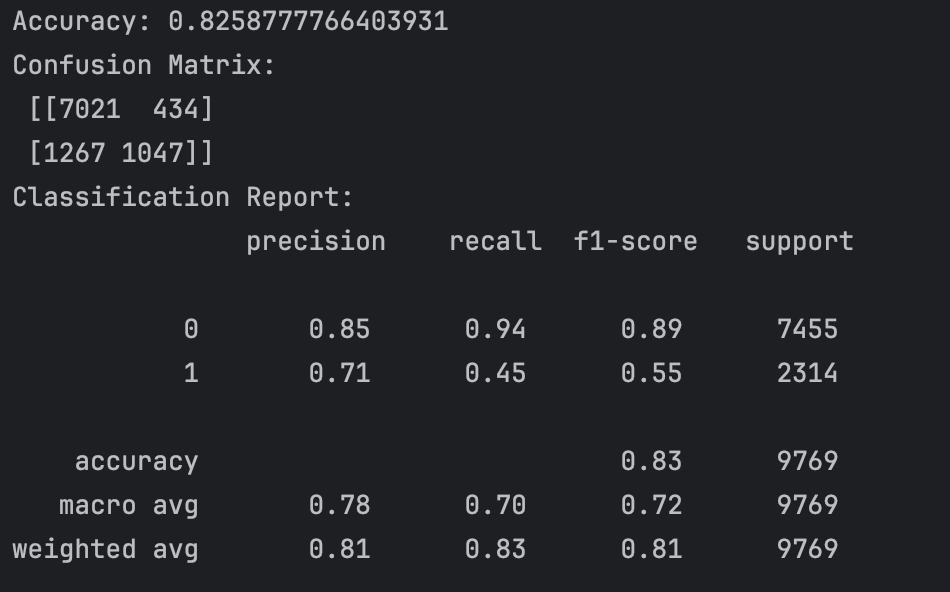 Accuracy: 0.8258777766403931
Confusion Matrix:
 [[7021  434]
 [1267 1047]]
Classification Report:
               precision    recall  f1-score   support

           0       0.85      0.94      0.89      7455
           1       0.71      0.45      0.55      2314

    accuracy                           0.83      9769
   macro avg       0.78      0.70      0.72      9769
weighted avg       0.81      0.83      0.81      9769